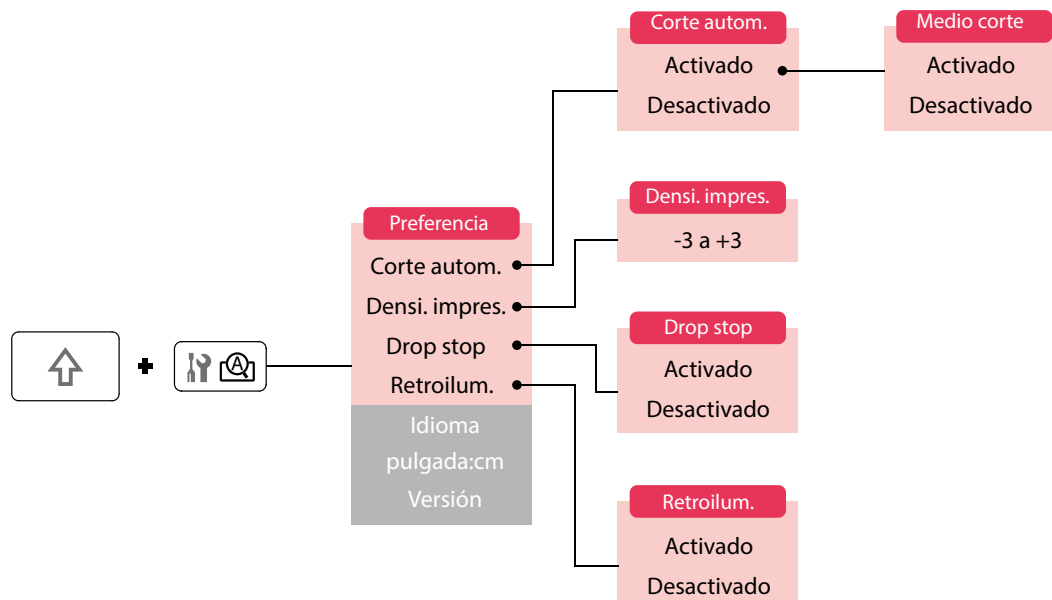 Corte autom.
Activado
Desactivado
Medio corte
Activado
Desactivado
Preferencia
Corte autom.
Densi. impres.
Drop stop
Retroilum.
Idioma
pulgada:cm
Versión
Densi. impres.
-3 a +3
Drop stop
Activado
Desactivado
Retroilum.
Activado
Desactivado
A